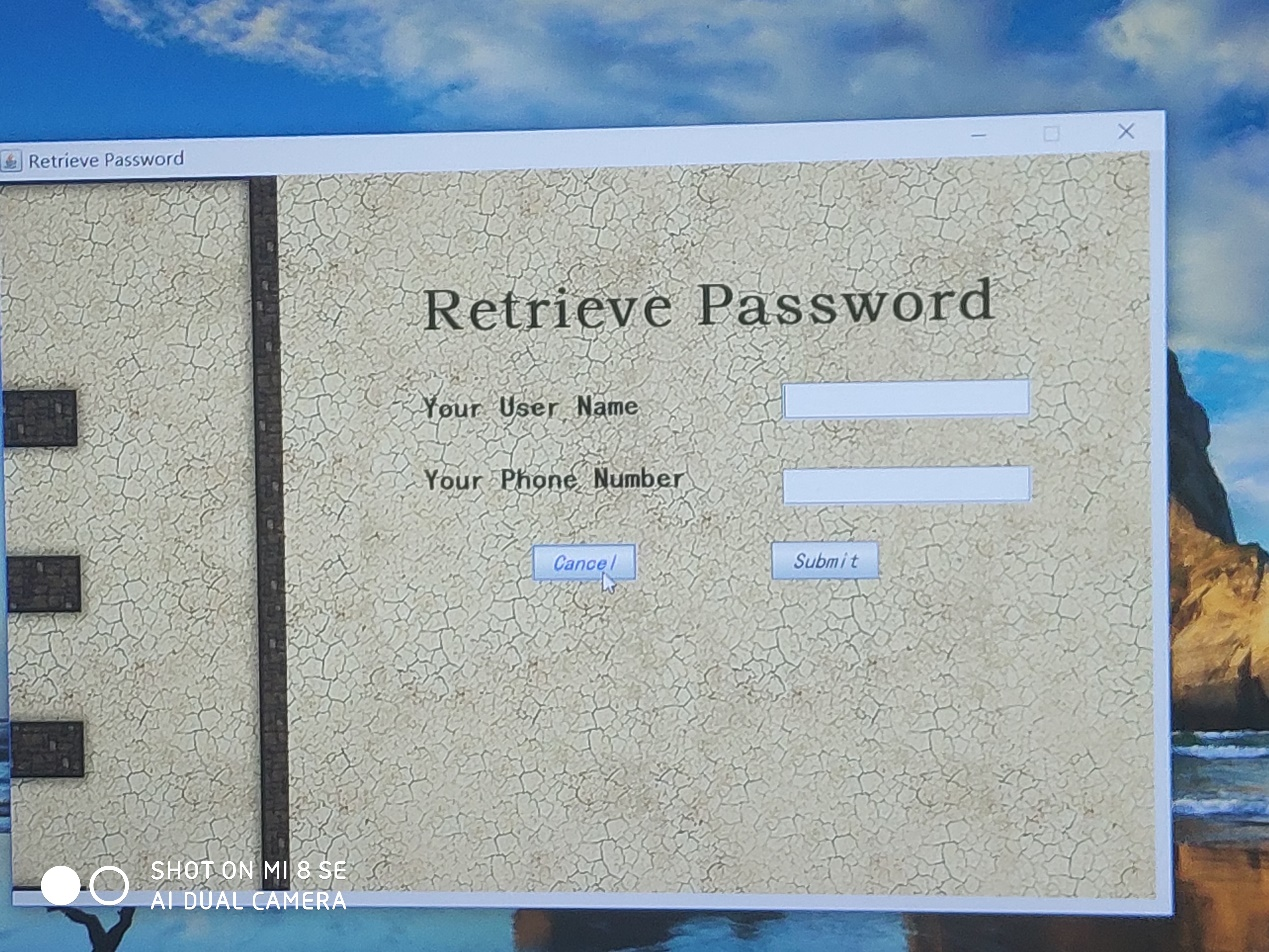 Retrieve Password
Retrieve Password
Your User Name
Your Phone Number
Cancel
Submit
SHOT ON MI 8 SE
AI DUAL CAMERA